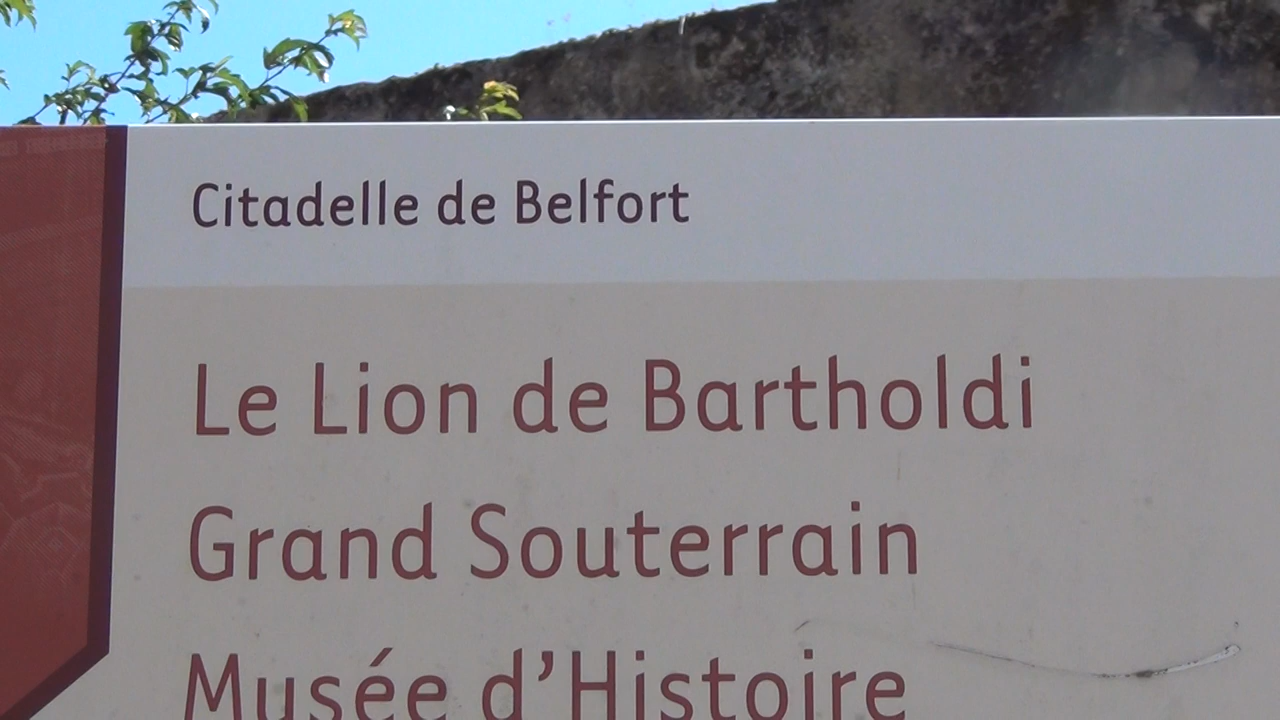 Citadelle de Belfort
Le Lion de Bartholdi
Grand Souterrain
Musée d'Histoire